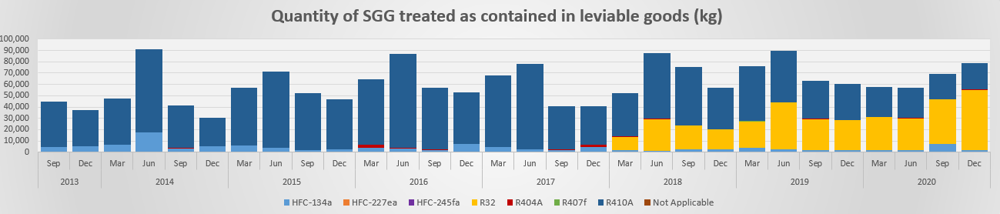 Quantity of SGG treated as contained in leviable goods (kg)
100,000
90,000
80,000
70,000
60,000
50,000
40,000
30,000
20,000
10,000
0
Sep Dec Mar Jun Sep Dec Mar Jun Sep Dec Mar Jun Sep Dec Mar Jun Sep Dec Mar Jun Sep Dec Mar Jun Sep Dec Mar Jun Sep Dec
2013 2014 2015 2016 2017 2018 2019 2020
HFC-134a HFC-227ea HFC-245fa R32 R404A R407f R410A Not Applicable